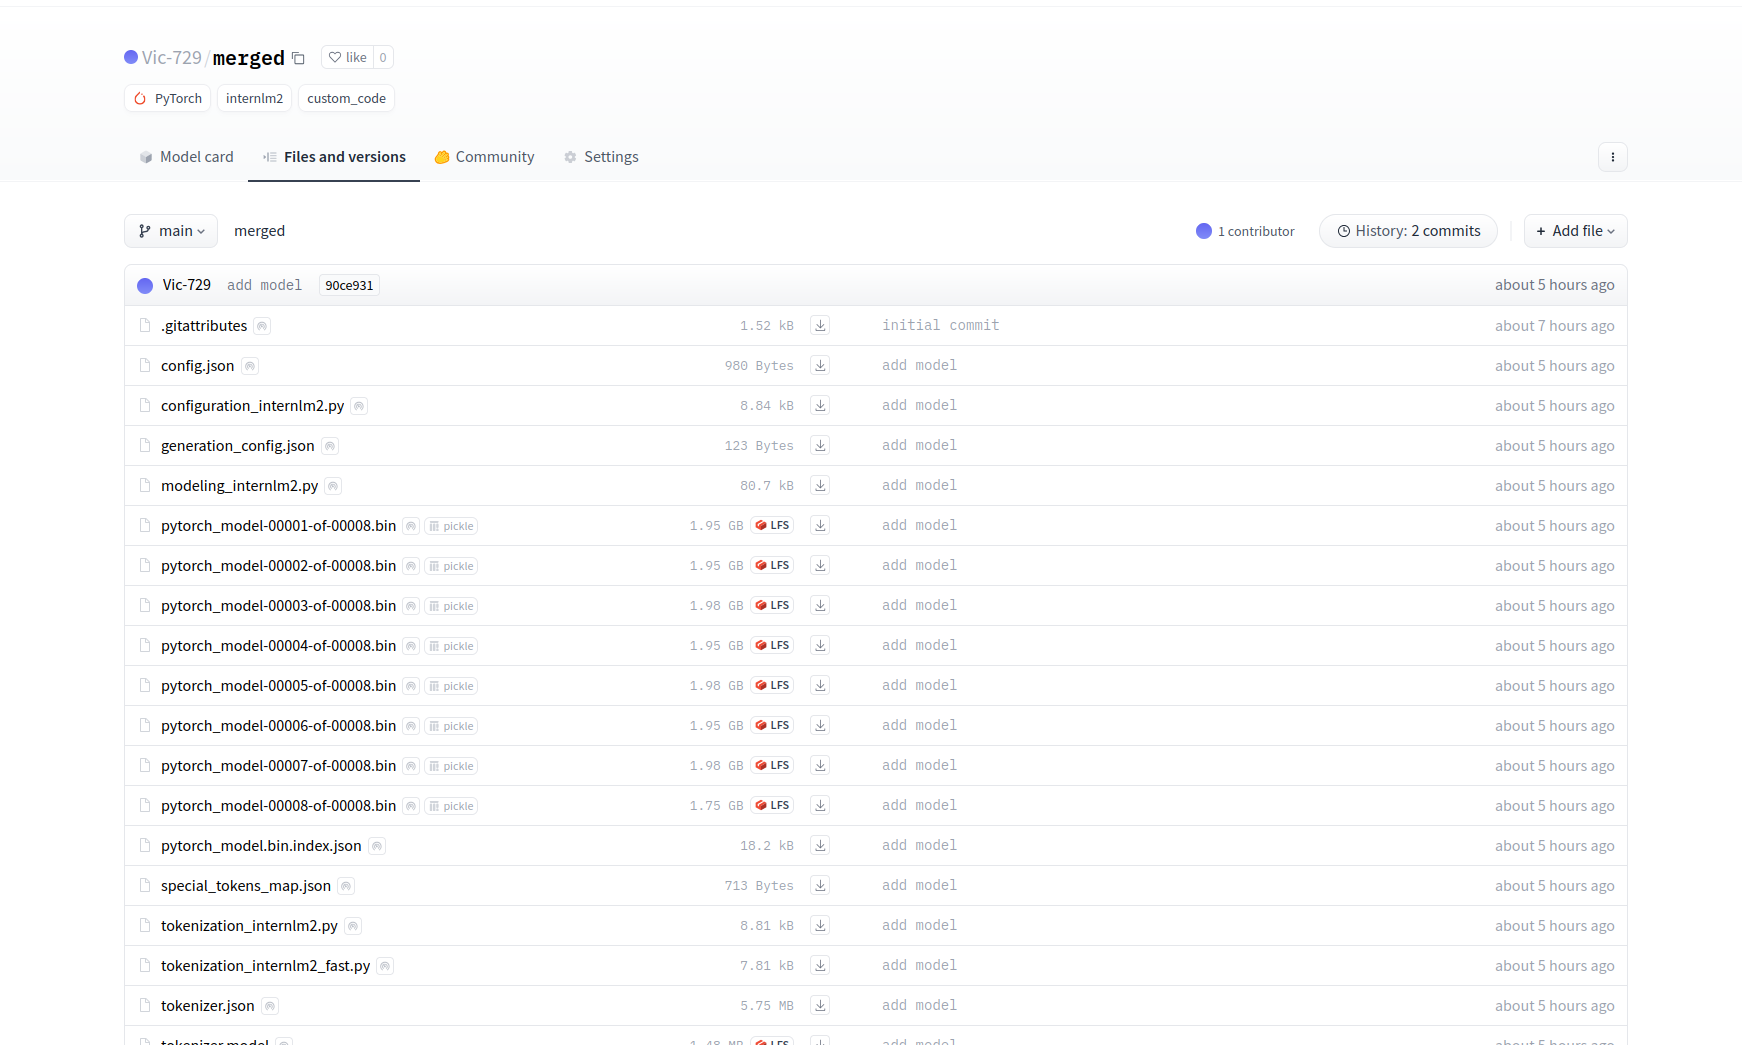 Vic-729/merged like 0
PyTorch internlm2 custom_code
Model card Files and versions Community Settings
main merged 1 contributor History: 2 commits + Add file
Vic-729 add model 90ce931 about 5 hours ago
.gitattributes 1.52 kB initial commit about 7 hours ago
config.json 980 Bytes add model about 5 hours ago
configuration_internlm2.py 8.84 kB add model about 5 hours ago
generation_config.json 123 Bytes add model about 5 hours ago
modeling_internlm2.py 80.7 kB add model about 5 hours ago
pytorch_model-00001-of-00008.bin pickle 1.95 GB LFS add model about 5 hours ago
pytorch_model-00002-of-00008.bin pickle 1.95 GB LFS add model about 5 hours ago
pytorch_model-00003-of-00008.bin pickle 1.98 GB LFS add model about 5 hours ago
pytorch_model-00004-of-00008.bin pickle 1.95 GB LFS add model about 5 hours ago
pytorch_model-00005-of-00008.bin pickle 1.98 GB LFS add model about 5 hours ago
pytorch_model-00006-of-00008.bin pickle 1.95 GB LFS add model about 5 hours ago
pytorch_model-00007-of-00008.bin pickle 1.98 GB LFS add model about 5 hours ago
pytorch_model-00008-of-00008.bin pickle 1.75 GB LFS add model about 5 hours ago
pytorch_model.bin.index.json 18.2 kB add model about 5 hours ago
special_tokens_map.json 713 Bytes add model about 5 hours ago
tokenization_internlm2.py 8.81 kB add model about 5 hours ago
tokenization_internlm2_fast.py 7.81 kB add model about 5 hours ago
tokenizer.json 5.75 MB add model about 5 hours ago
tokenizer.model 1.48 MB LFS add model about 5 hours ago